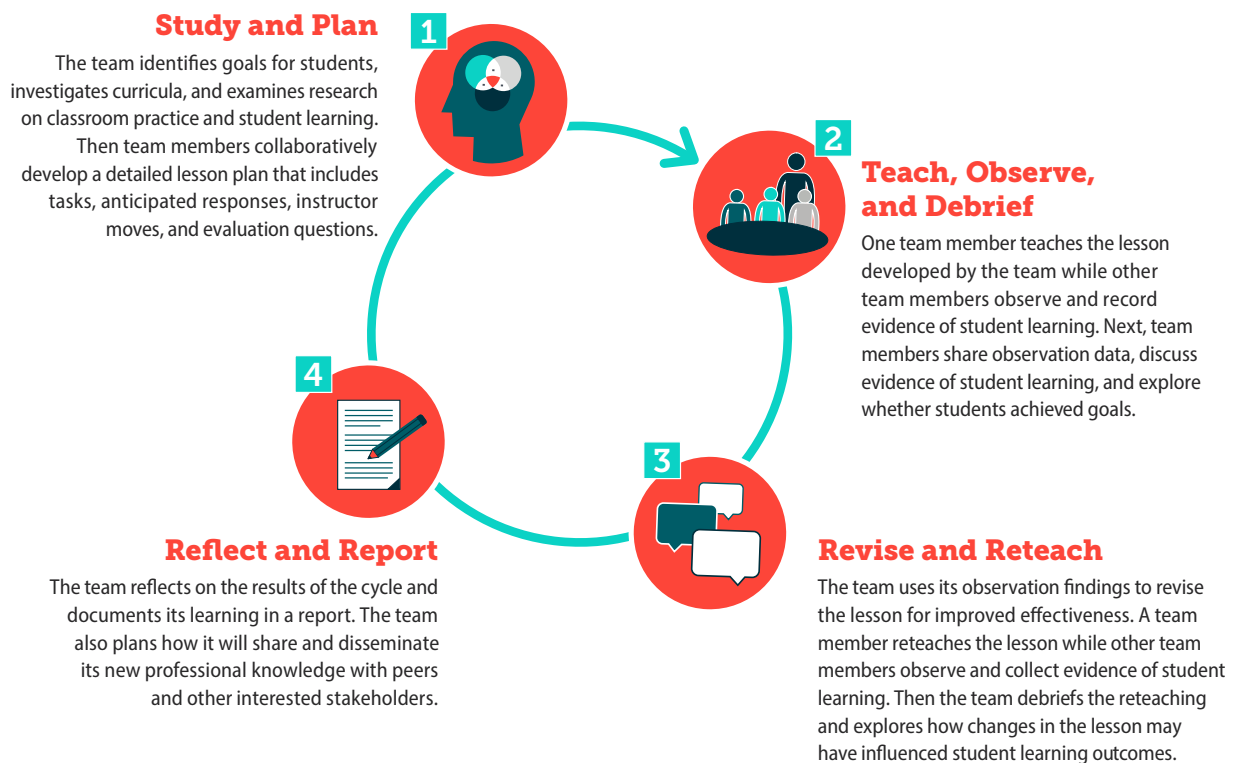 1
Study and Plan
The team identifies goals for students,
investigates curricula, and examines research
on classroom practice and student learning.
Then team members collaboratively
develop a detailed lesson plan that includes
tasks, anticipated responses, instructor
moves, and evaluation questions.
2
Teach, Observe,
and Debrief
One team member teaches the lesson
developed by the team while other
team members observe and record
evidence of student learning. Next, team
members share observation data, discuss
evidence of student learning, and explore
whether students achieved goals.
3
Revise and Reteach
The team uses its observation findings to revise
the lesson for improved effectiveness. A team
member reteaches the lesson while other team
members observe and collect evidence of student
learning. Then the team debriefs the reteaching
and explores how changes in the lesson may
have influenced student learning outcomes.
4
Reflect and Report
The team reflects on the results of the cycle and
documents its learning in a report. The team
also plans how it will share and disseminate
its new professional knowledge with peers
and other interested stakeholders.